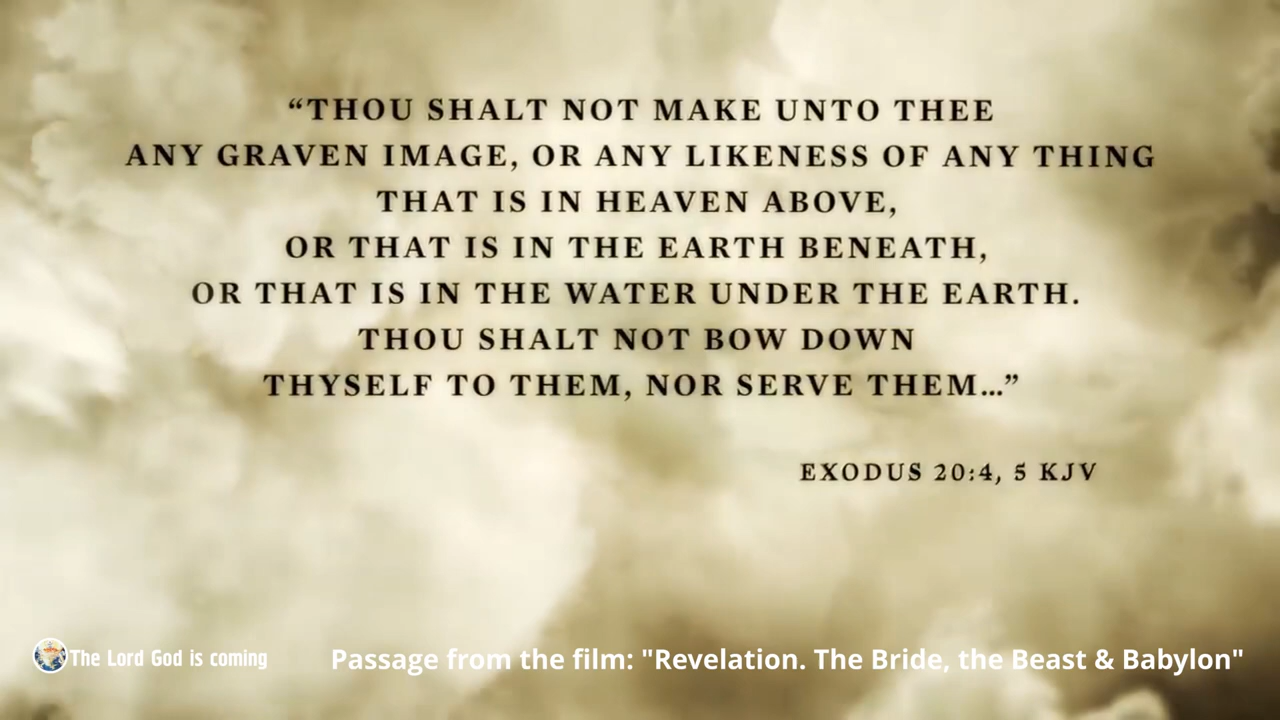 “THOU SHALT NOT MAKE UNTO THEE
ANY GRAVEN IMAGE, OR ANY LIKENESS OF ANY THING
THAT IS IN HEAVEN ABOVE,
OR THAT IS IN THE EARTH BENEATH,
OR THAT IS IN THE WATER UNDER THE EARTH.
THOU SHALT NOT BOW DOWN
THYSELF TO THEM, NOR SERVE THEM...”
EXODUS 20:4, 5 KJV
The Lord God is coming
Passage from the film: "Revelation. The Bride, the Beast & Babylon"